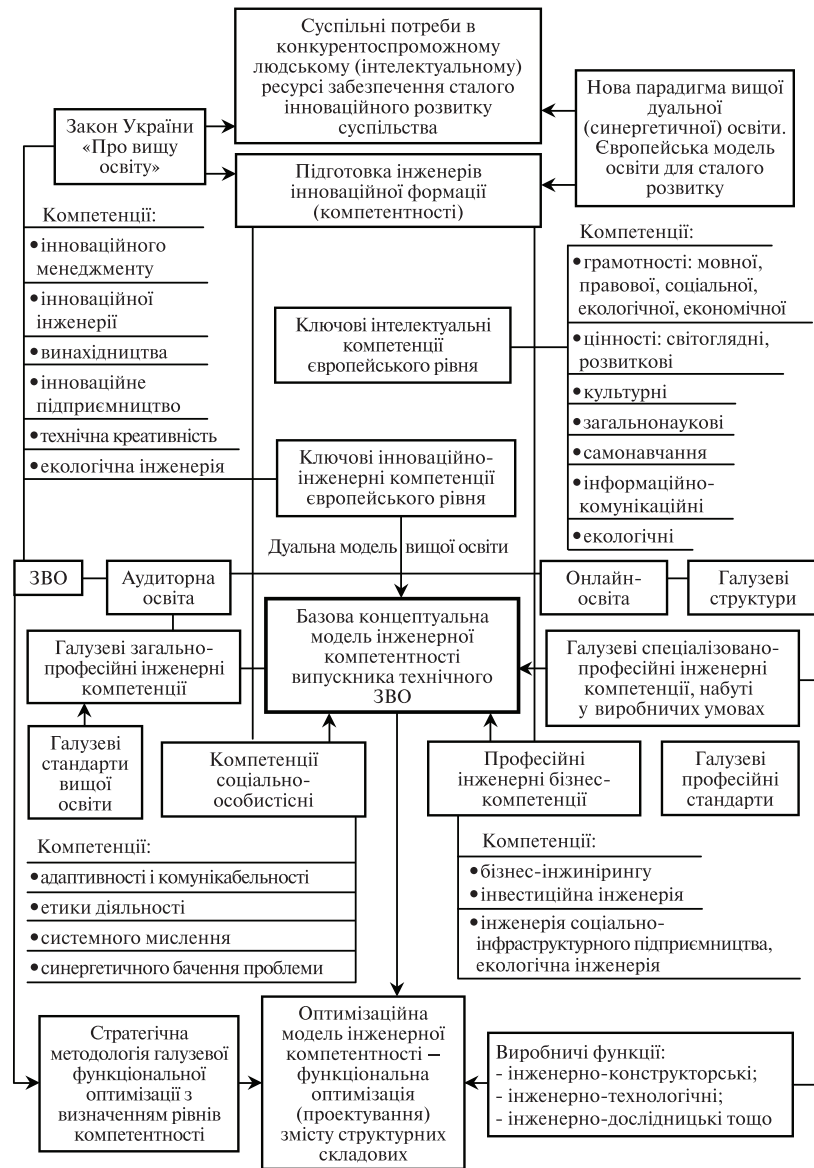 Суспільні потреби в
конкурентоспроможному
людському (інтелектуальному)
ресурсі забезпечення сталого
інноваційного розвитку
суспільства
Закон України
«Про вищу
освіту»
Нова парадигма вищої
дуальної
(синергетичної) освіти.
Європейська модель
освіти для сталого
розвитку
Підготовка інженерів
інноваційної формації
(компетентності)
Компетенції:
•інноваційного
менеджменту
•інноваційної
інженерії
•винахідництва
•інноваційне
підприємництво
•технічна креативність
•екологічна інженерія
Ключові інтелектуальні
компетенції
європейського рівня
Компетенції:
•грамотності: мовної,
правової, соціальної,
екологічної, економічної
•цінності: світоглядні,
розвиткові
•культурні
•загальнонаукові
•самонавчання
•інформаційно-
комунікаційні
•екологічні
Ключові інноваційно-
інженерні компетенції
європейського рівня
Дуальна модель вищої освіти
ЗВО
Аудиторна
освіта
Онлайн-
освіта
Галузеві
структури
Галузеві загально-
професійні інженерні
компетенції
Базова концептуальна
модель інженерної
компетентності
випускника технічного
ЗВО
Галузеві спеціалізовано-
професійні інженерні
компетенції, набуті
у виробничих умовах
Галузеві
стандарти
вищої
освіти
Компетенції
соціально-
особистісні
Професійні
інженерні бізнес-
компетенції
Галузеві
професійні
стандарти
Компетенції:
•адаптивності і комунікабельності
•етики діяльності
•системного мислення
•синергетичного бачення проблеми
Компетенції:
•бізнес-інжинірингу
•інвестиційна інженерія
•інженерія соціально-
інфраструктурного підприємництва,
екологічна інженерія
Стратегічна
методологія галузевої
функціональної
оптимізації з
визначенням рівнів
компетентності
Оптимізаційна
модель інженерної
компетентності –
функціональна
оптимізація
(проектування)
змісту структурних
складових
Виробничі функції:
- інженерно-конструкторські;
- інженерно-технологічні;
- інженерно-дослідницькі тощо